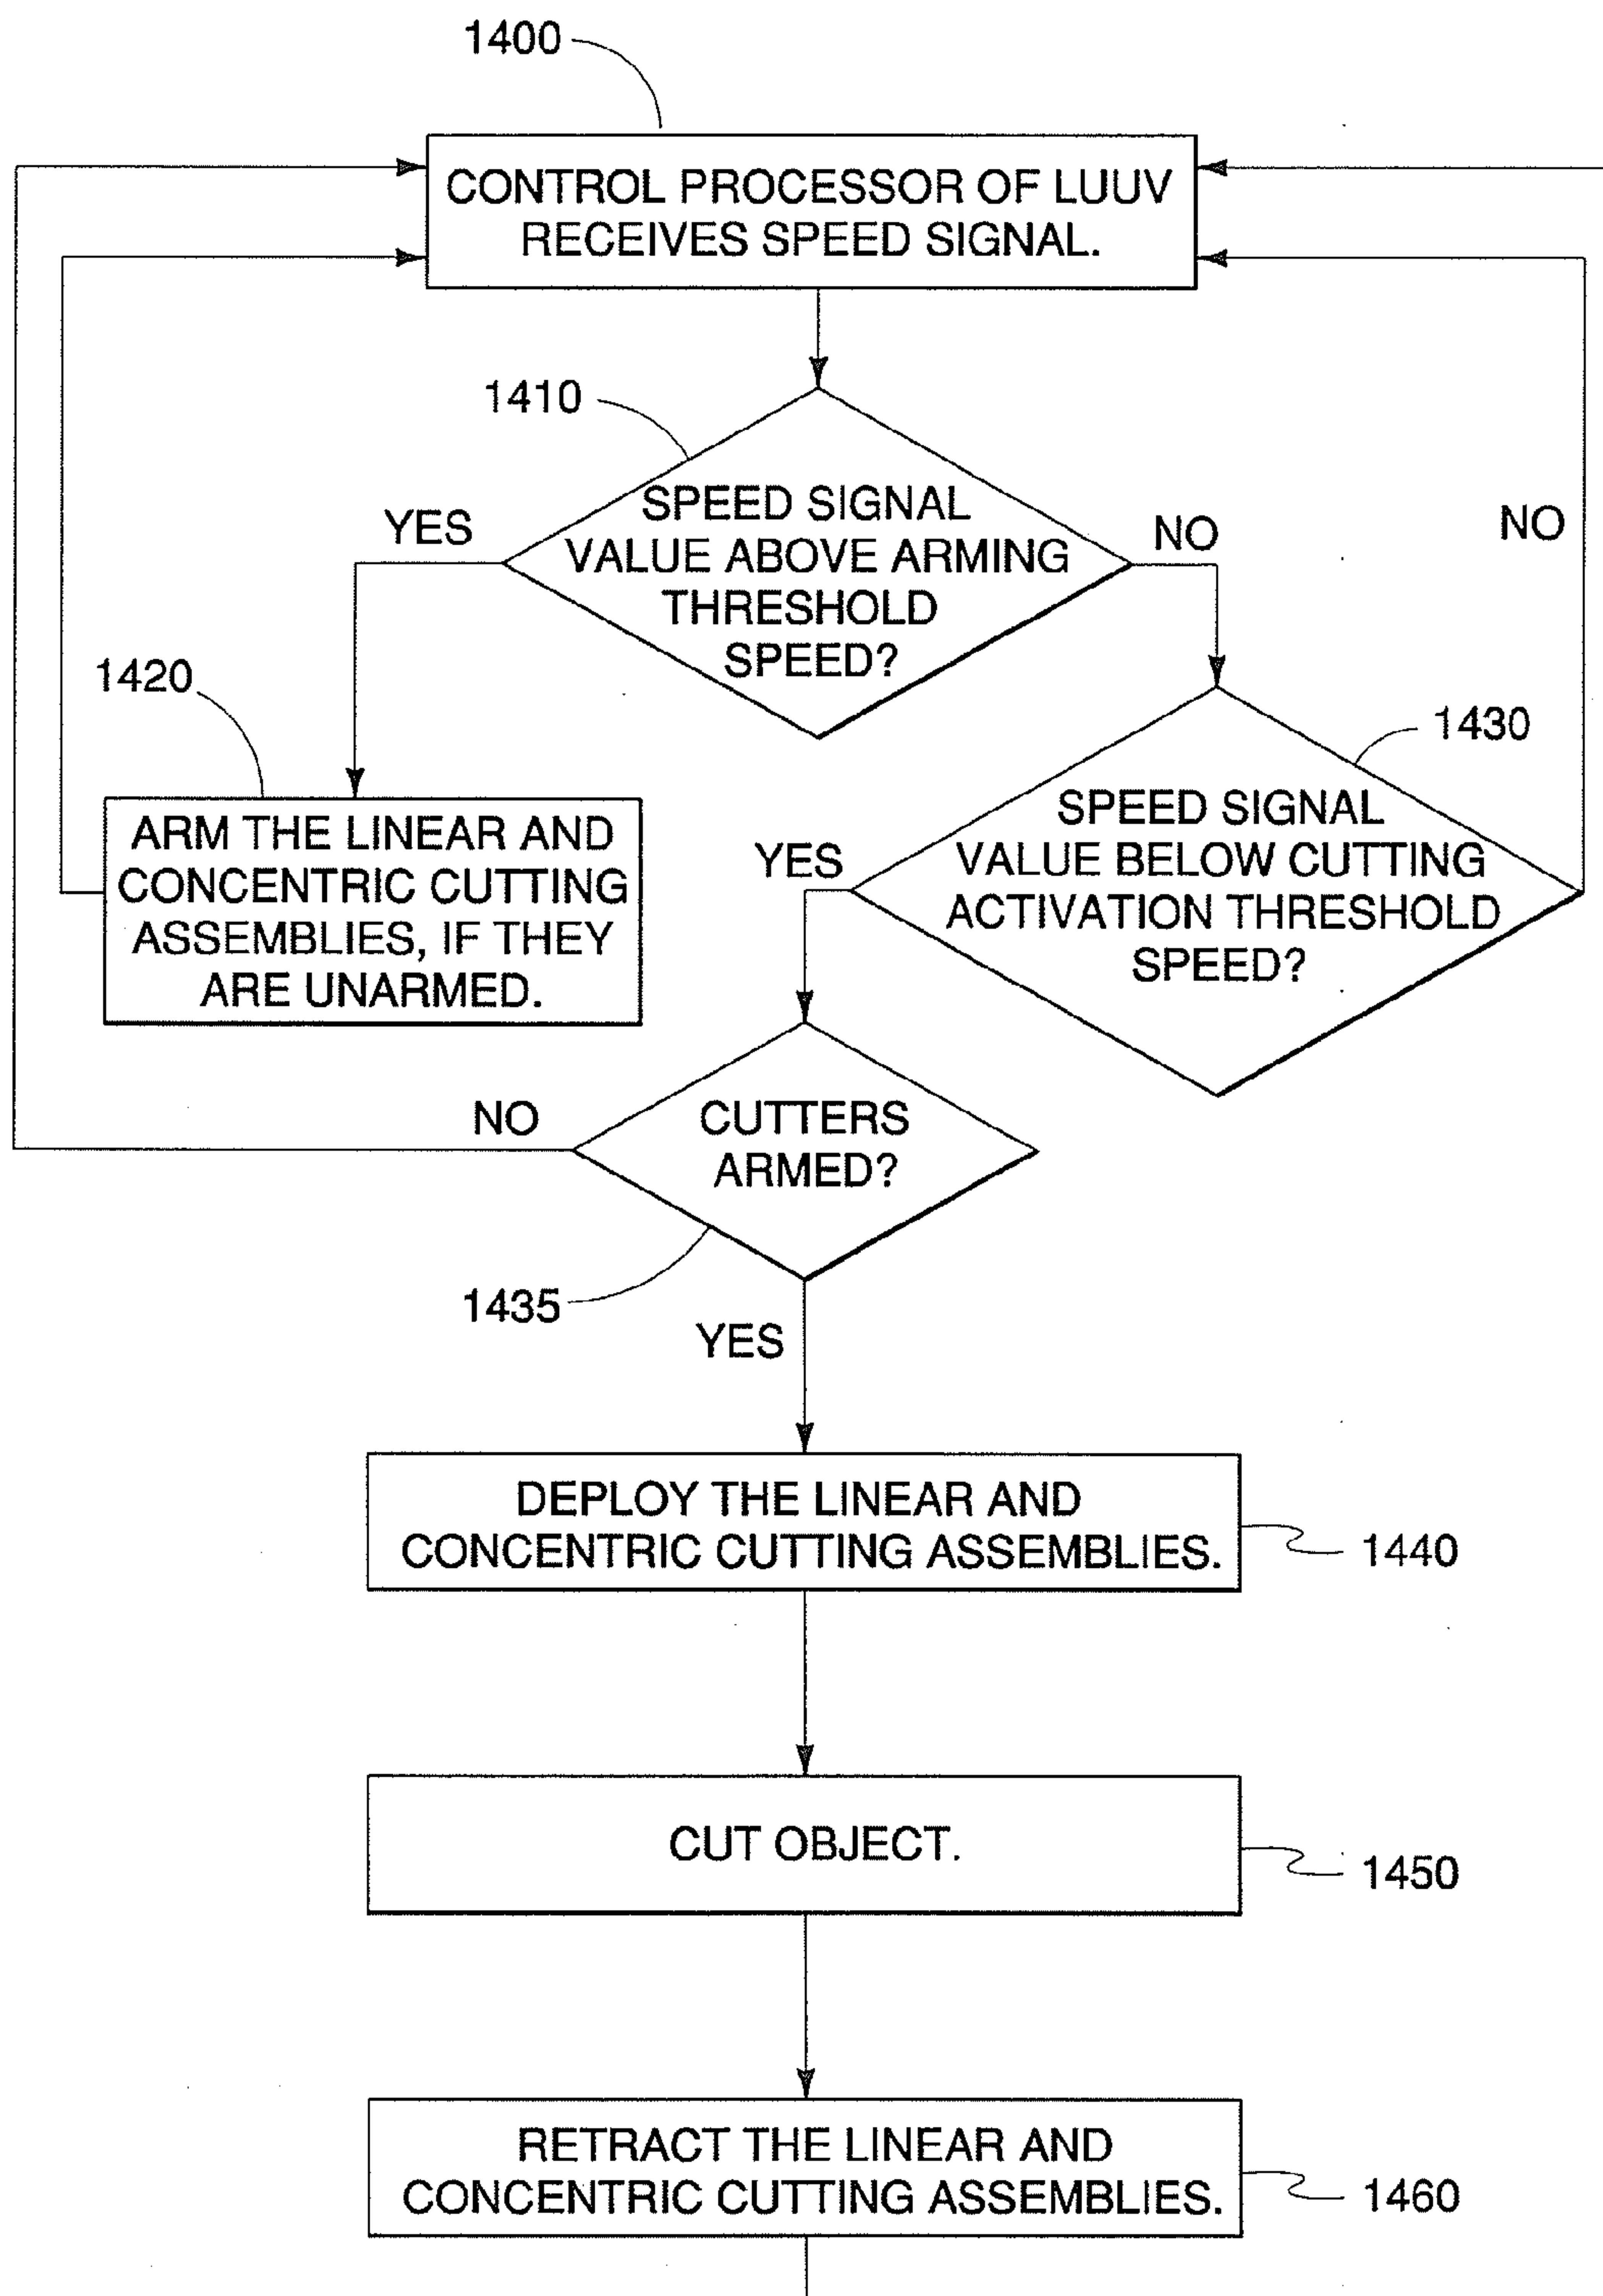 1400
CONTROL PROCESSOR OF LUUV
RECEIVES SPEED SIGNAL.
1410
SPEED SIGNAL
VALUE ABOVE ARMING
THRESHOLD
SPEED?
YES
NO
NO
1420
ARM THE LINEAR AND
CONCENTRIC CUTTING
ASSEMBLIES, IF THEY
ARE UNARMED.
1430
SPEED SIGNAL
VALUE BELOW CUTTING
ACTIVATION THRESHOLD
SPEED?
YES
CUTTERS
ARMED?
NO
1435
YES
DEPLOY THE LINEAR AND
CONCENTRIC CUTTING ASSEMBLIES.
1440
CUT OBJECT.
1450
RETRACT THE LINEAR AND
CONCENTRIC CUTTING ASSEMBLIES.
1460